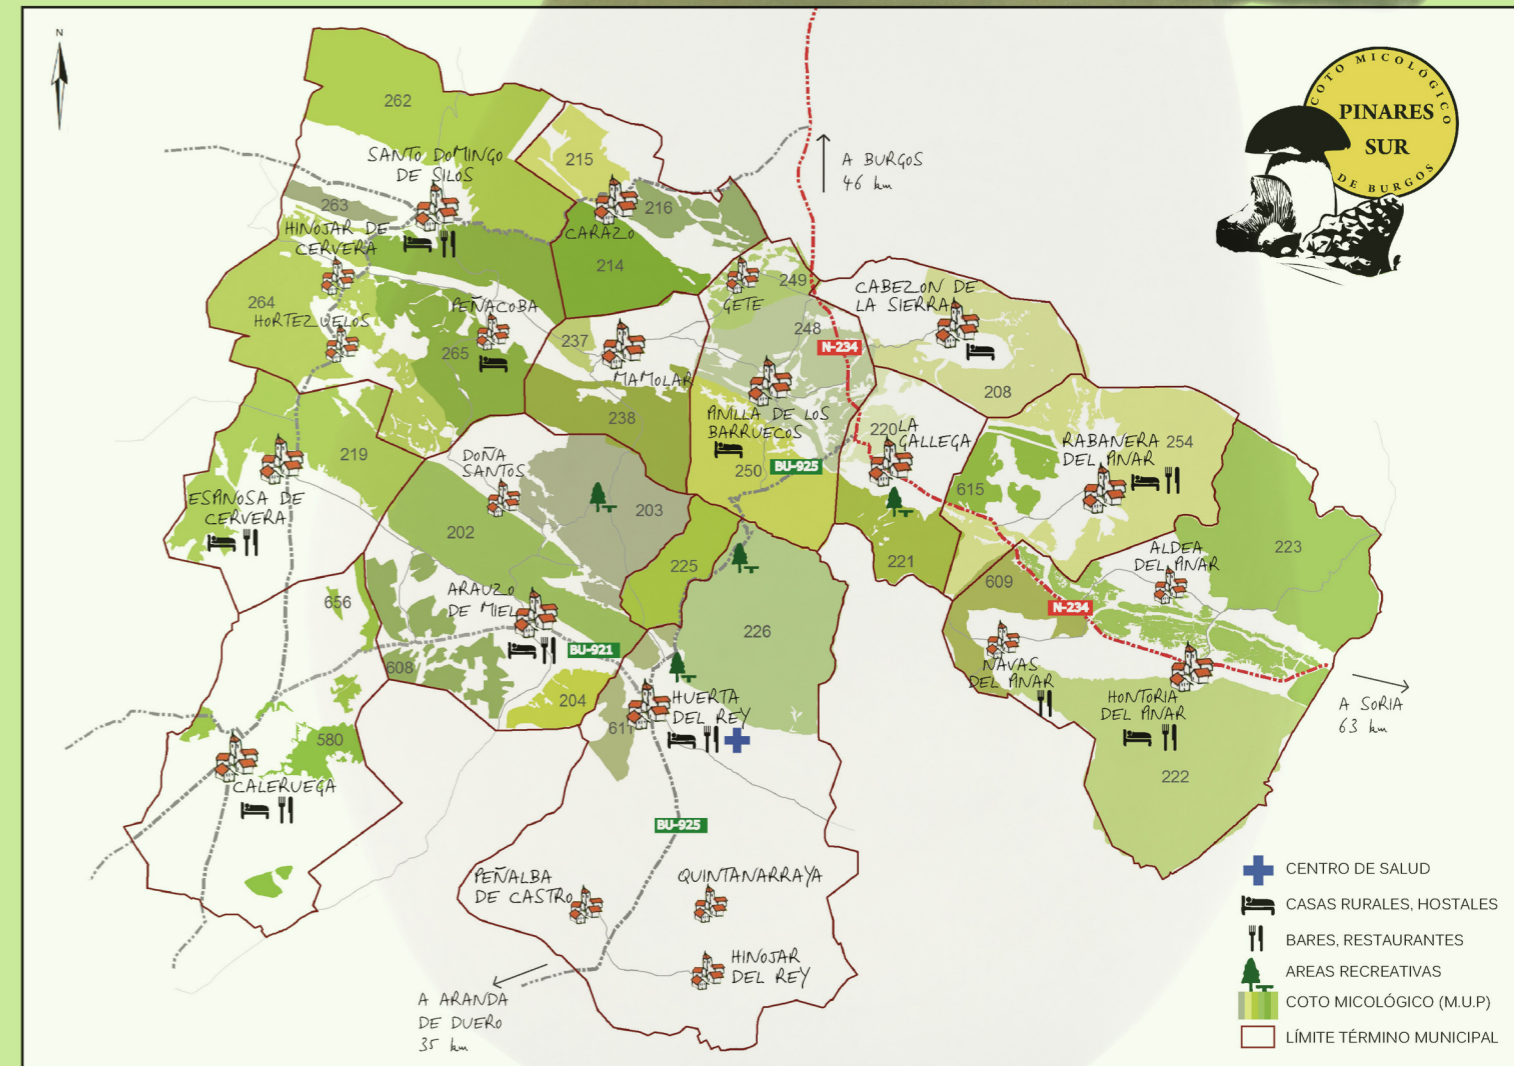 N
COTO MICOLÓGICO
PINARES
SUR
DE BURGOS
262
SANTO DOMINGO
DE SILOS
215
A BURGOS
46 km
263
216
CARAZO
HINOJAR DE
CERVERA
214
249
GETE
CABEZON DE
LA SIERRA
264
HORTEZUELOS
PEÑACOBA
265
237
MAMOLAR
248
N-234
208
238
PINILLA DE LOS
BARRUECOS
250
BU-925
220
LA
GALLEGA
RABANERA
DEL PINAR
254
219
DOÑA
SANTOS
ESPINOSA DE
CERVERA
202
203
615
221
225
223
ALDEA
DEL PINAR
609
N-234
656
ARAUZO
DE MIEL
226
BU-921
608
NAVAS
DEL PINAR
204
611
HUERTA
DEL REY
HONTORIA
DEL PINAR
A SORIA
63 km
580
222
CALERUEGA
BU-925
PEÑALBA
DE CASTRO
QUINTANARRAYA
HINOJAR
DEL REY
A ARANDA
DE DUERO
35 km
CENTRO DE SALUD
CASAS RURALES, HOSTALES
BARES, RESTAURANTES
AREAS RECREATIVAS
COTO MICOLÓGICO (M.U.P)
LÍMITE TÉRMINO MUNICIPAL